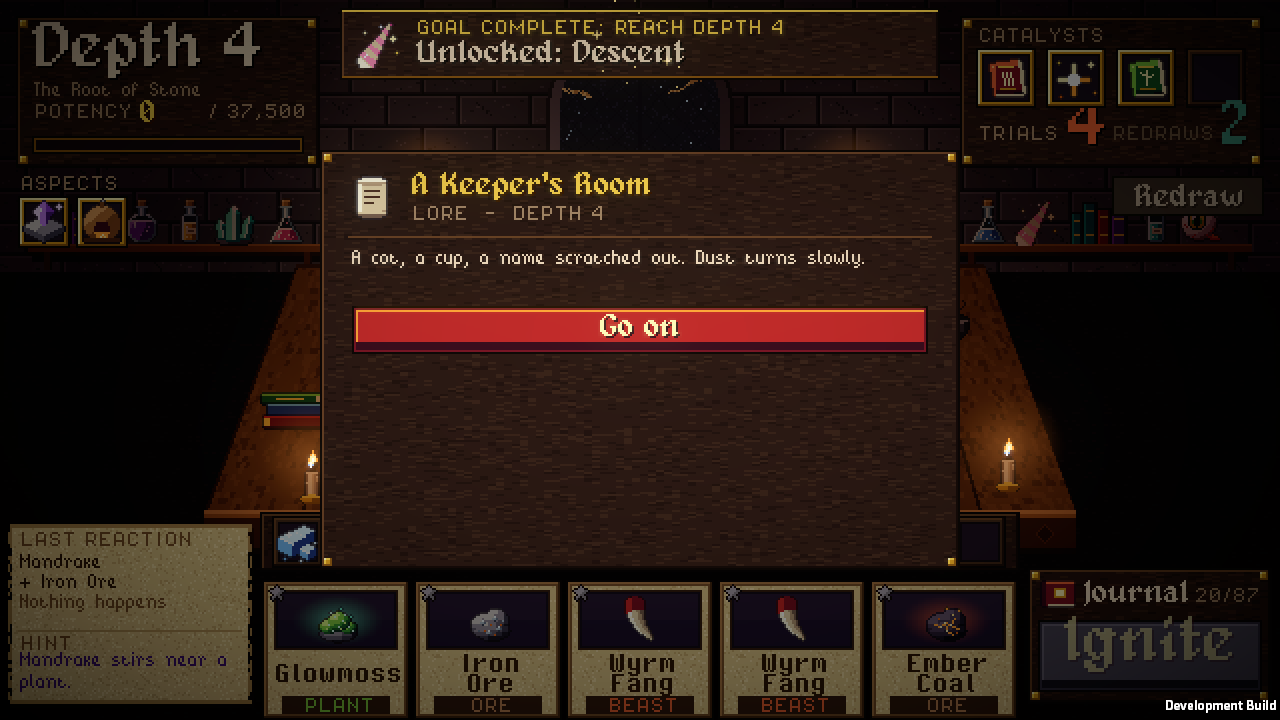 Depth 4
The Root of Stone
POTENCY 0 / 37,500
GOAL COMPLETE: REACH DEPTH 4
Unlocked: Descent
CATALYSTS
TRIALS 4 REDRAWS 2
ASPECTS
Redraw
A Keeper's Room
LORE - DEPTH 4
A cot, a cup, a name scratched out. Dust turns slowly.
Go on
LAST REACTION
Mandrake
+ Iron Ore
Nothing happens
HINT
Mandrake stirs near a
plant.
Glowmoss
PLANT
Iron
Ore
ORE
Wyrm
Fang
BEAST
Wyrm
Fang
BEAST
Ember
Coal
ORE
Journal 20/87
Ignite
Development Build